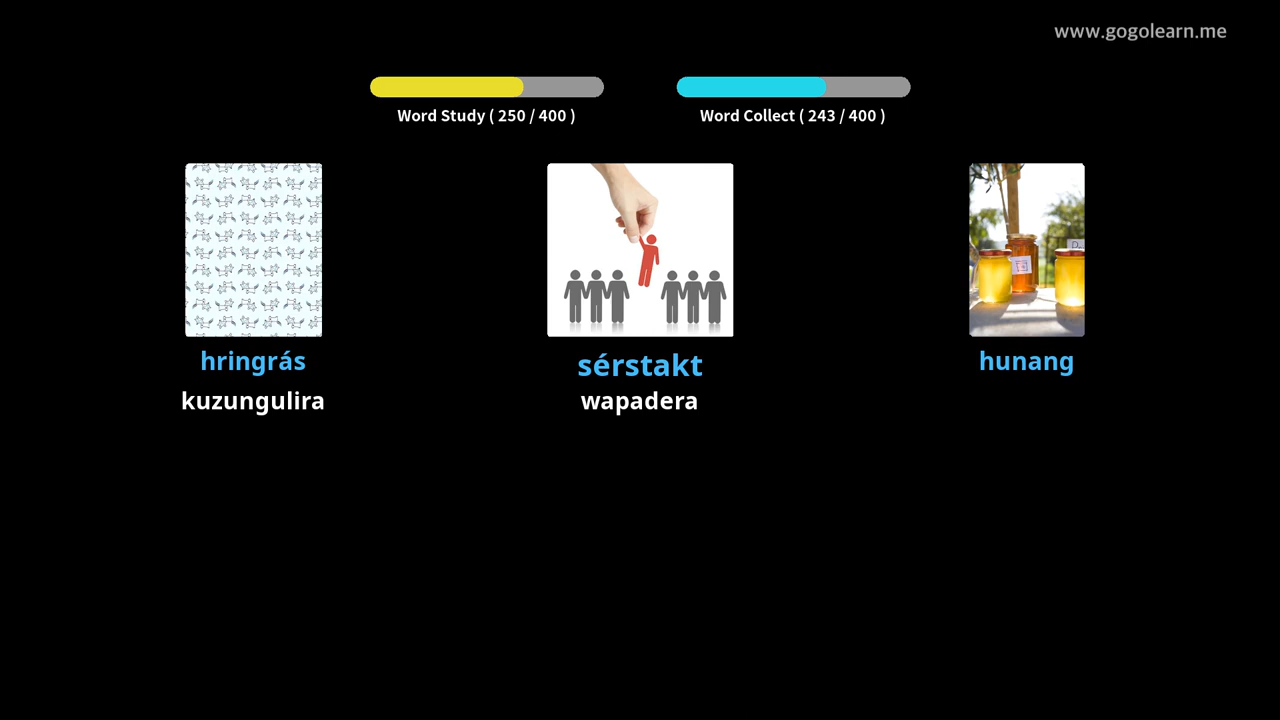 www.gogolearn.me
Word Study ( 250 / 400 )
Word Collect ( 243 / 400 )
hringrás
sérstakt
hunang
kuzungulira
wapadera